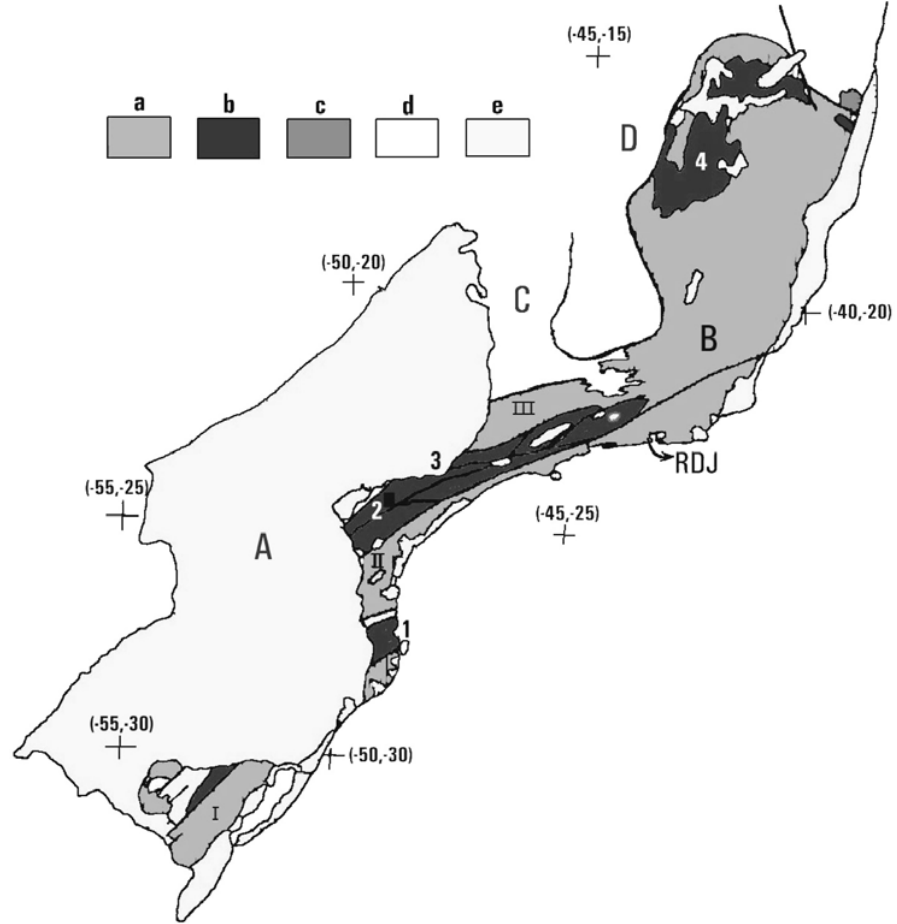 (-45,-15)
a b c d e
D
4
(-50,-20)
C
(-40,-20)
B
III
3
RDJ
(-55,-25)
2
(-45,-25)
A
II
1
(-55,-30)
(-50,-30)
I